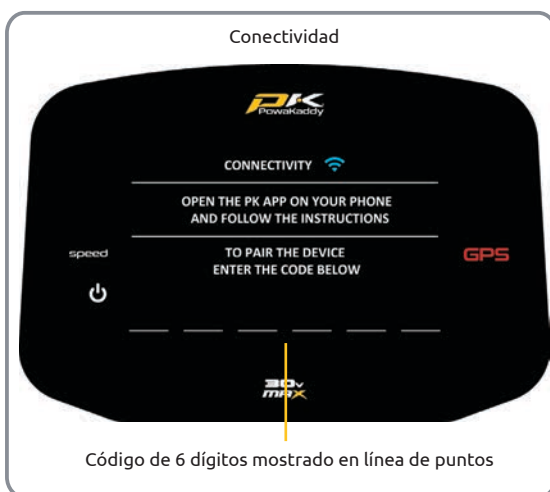 Conectividad
PK
PowaKaddy
CONNECTIVITY
OPEN THE PK APP ON YOUR PHONE
AND FOLLOW THE INSTRUCTIONS
TO PAIR THE DEVICE
ENTER THE CODE BELOW
speed
GPS
30v
MAX
Código de 6 dígitos mostrado en línea de puntos